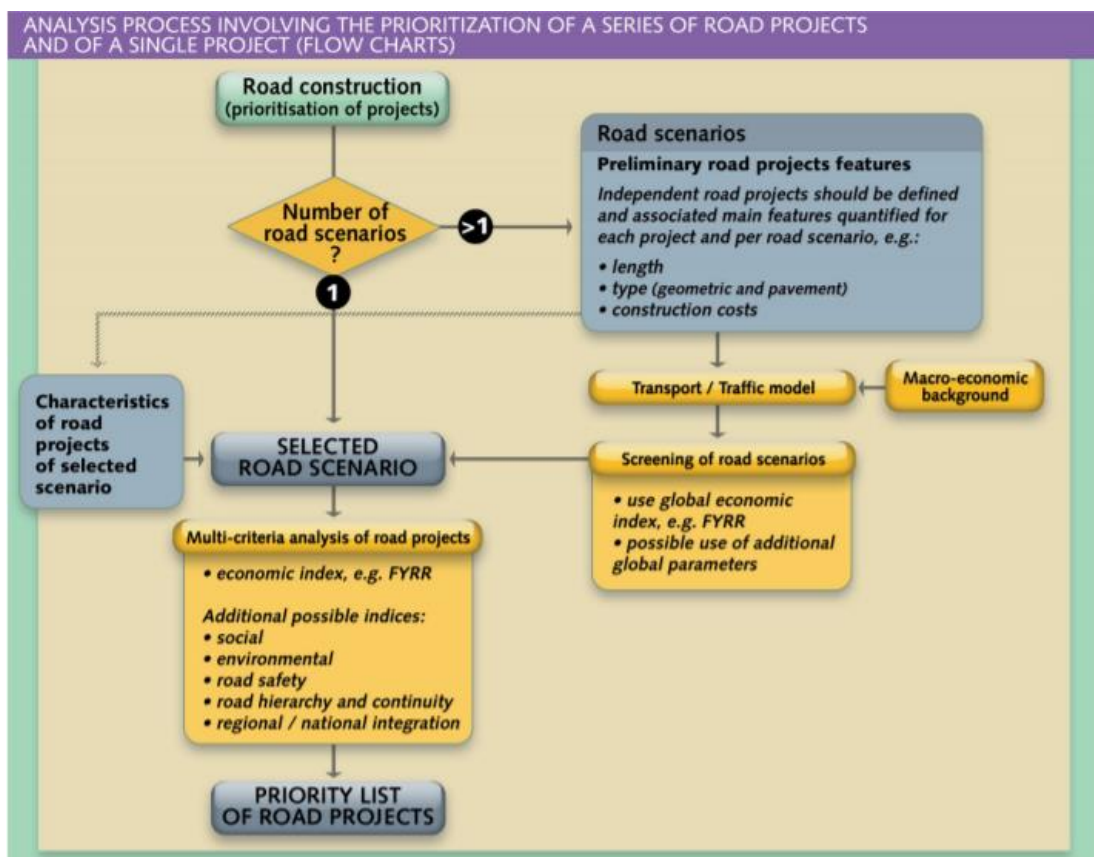 ANALYSIS PROCESS INVOLVING THE PRIORITIZATION OF A SERIES OF ROAD PROJECTS
AND OF A SINGLE PROJECT (FLOW CHARTS)
Road construction
(prioritisation of projects)
Number of
road scenarios
?
>1
1
Road scenarios
Preliminary road projects features
Independent road projects should be defined
and associated main features quantified for
each project and per road scenario, e.g.:
• length
• type (geometric and pavement)
• construction costs
Transport / Traffic model
Macro-economic
background
Characteristics
of road
projects
of selected
scenario
SELECTED
ROAD SCENARIO
Screening of road scenarios
• use global economic
index, e.g. FYRR
• possible use of additional
global parameters
Multi-criteria analysis of road projects
• economic index, e.g. FYRR
Additional possible indices:
• social
• environmental
• road safety
• road hierarchy and continuity
• regional / national integration
PRIORITY LIST
OF ROAD PROJECTS